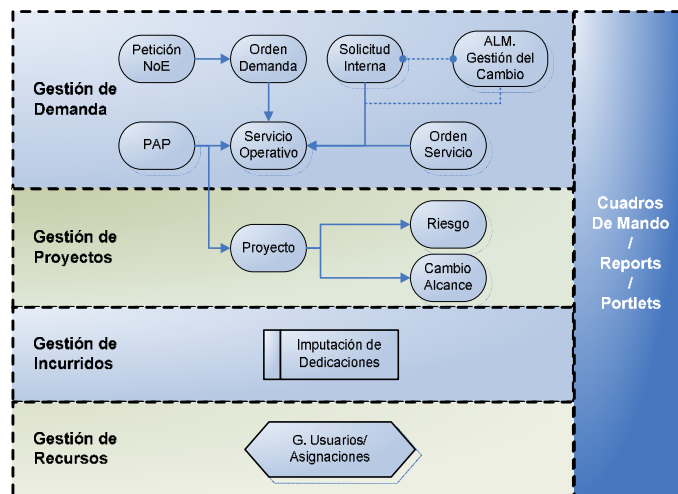 Petición
NoE
Orden
Demanda
Solicitud
Interna
ALM.
Gestión del
Cambio
Gestión de
Demanda
PAP
Servicio
Operativo
Orden
Servicio
Gestión de
Proyectos
Proyecto
Riesgo
Cambio
Alcance
Cuadros
De Mando
/
Reports
/
Portlets
Gestión de
Incurridos
Imputación de
Dedicaciones
Gestión de
Recursos
G. Usuarios/
Asignaciones